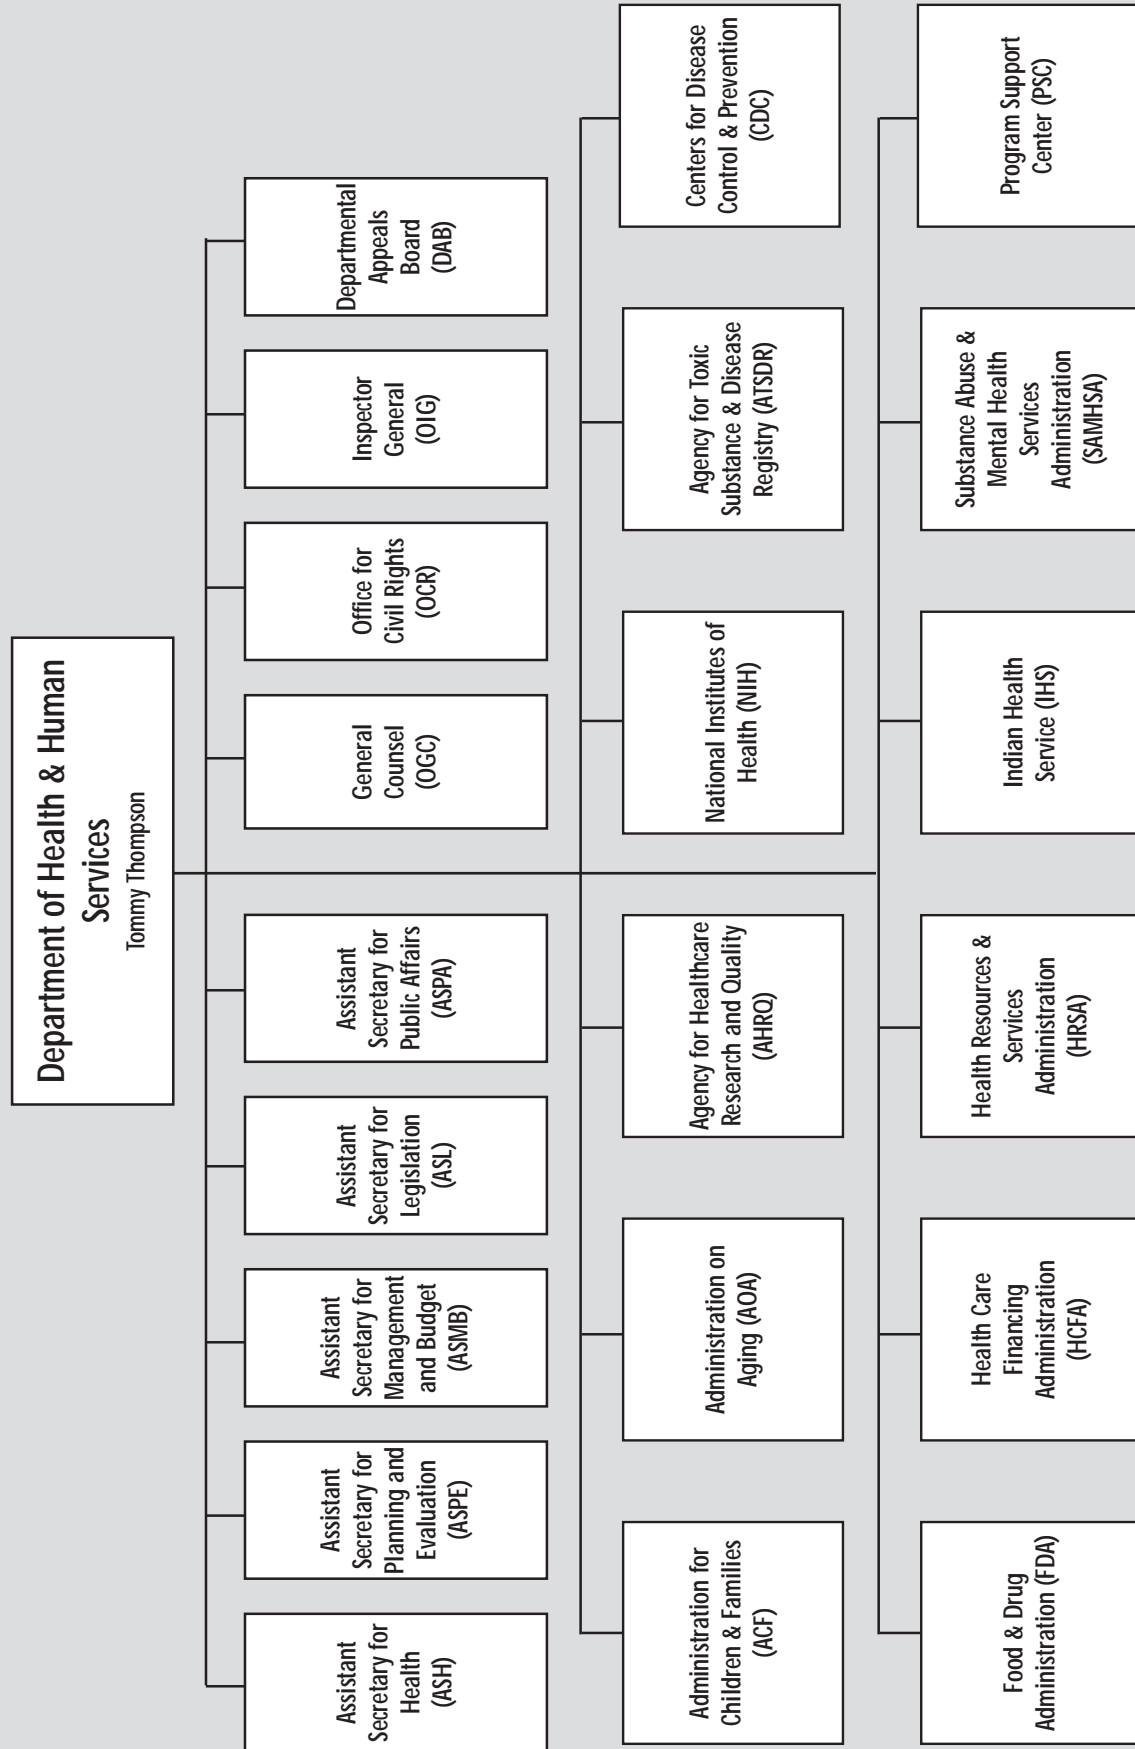 Department of Health & Human
Services
Tommy Thompson
Assistant
Secretary for
Health
(ASH)
Assistant
Secretary for
Planning and
Evaluation
(ASPE)
Assistant
Secretary for
Management
and Budget
(ASMB)
Assistant
Secretary for
Legislation
(ASL)
Assistant
Secretary for
Public Affairs
(ASPA)
General
Counsel
(OGC)
Office for
Civil Rights
(OCR)
Inspector
General
(OIG)
Departmental
Appeals
Board
(DAB)
Administration for
Children & Families
(ACF)
Administration on
Aging (AOA)
Agency for Healthcare
Research and Quality
(AHRQ)
National Institutes of
Health (NIH)
Agency for Toxic
Substance & Disease
Registry (ATSDR)
Centers for Disease
Control & Prevention
(CDC)
Food & Drug
Administration (FDA)
Health Care
Financing
Administration
(HCFA)
Health Resources &
Services
Administration
(HRSA)
Indian Health
Service (IHS)
Substance Abuse &
Mental Health
Services
Administration
(SAMHSA)
Program Support
Center (PSC)